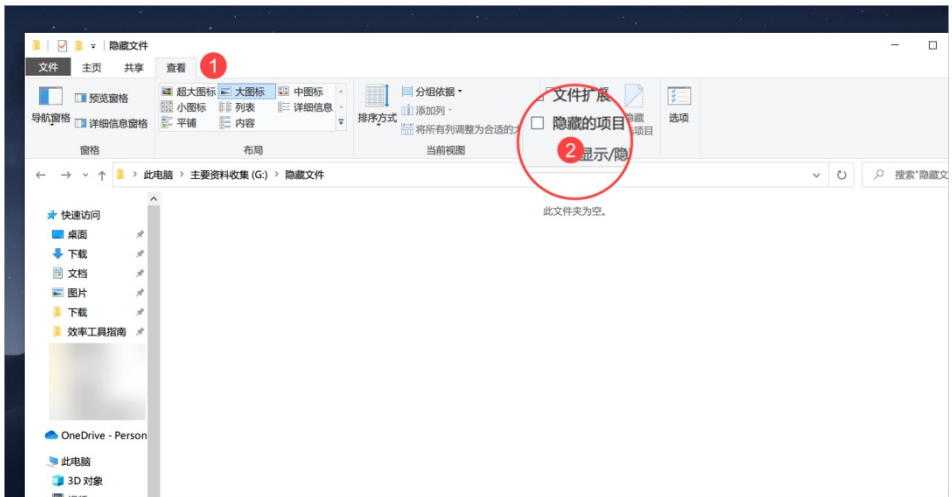 隐藏文件
文件 主页 共享 查看 1
预览窗格 超大图标 大图标 中图标 分组依据 文件扩展
导航窗格 小图标 列表 详细信息 排序方式 添加列 隐藏的项目 隐藏 选项
详细信息窗格 平铺 内容 将所有列调整为合适的大 项目
窗格 布局 当前视图 2 显示/隐
此电脑 主要资料收集 (G:) 隐藏文件 搜索"隐藏文
此文件夹为空。
快速访问
桌面
下载
文档
图片
下载
效率工具指南
OneDrive - Person
此电脑
3D 对象